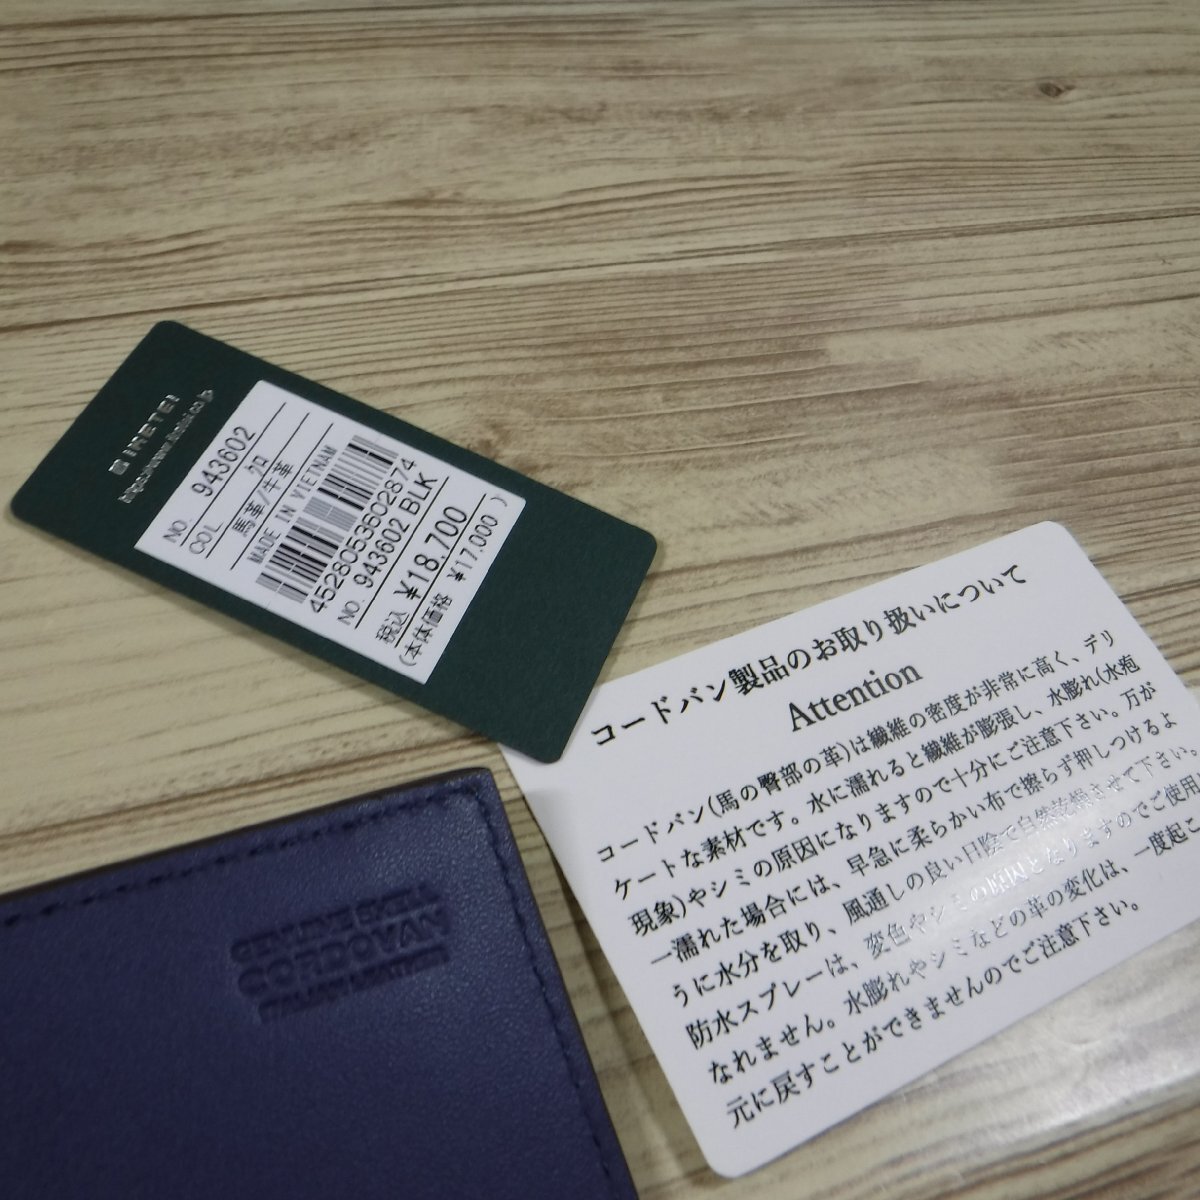 NO. 943602
COL クロ
馬革/牛革
MADE IN VIETNAM
4528053602874
NO. 943602 BLK
税込 ¥18,700
(本体価格 ¥17,000 )
コードバン製品のお取り扱いについて
Attention
コードバン(馬の臀部の革)は繊維の密度が非常に高く、デリ
ケートな素材です。水に濡れると繊維が膨張し、水膨れ(水疱
現象)やシミの原因になりますので十分にご注意下さい。万が
一濡れた場合には、早急に柔らかい布で擦らず押しつけるよ
うに水分を取り、風通しの良い日陰で自然乾燥させて下さい。
防水スプレーは、変色やシミの原因となりますのでご使用
なれません。水膨れやシミなどの革の変化は、一度起こ
元に戻すことができませんのでご注意下さい。
CORDOVAN
ITALIAN LEATHER